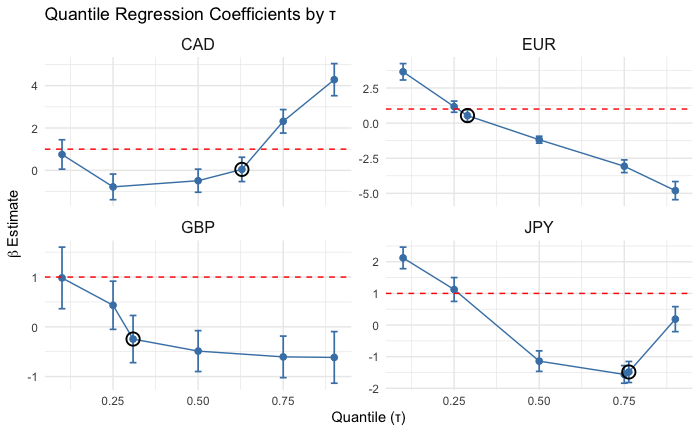 Quantile Regression Coefficients by τ
CAD
EUR
4
2
0
2.5
0.0
-2.5
-5.0
GBP
JPY
1
0
-1
2
1
0
-1
-2
0.25 0.50 0.75
0.25 0.50 0.75
β Estimate
Quantile (τ)